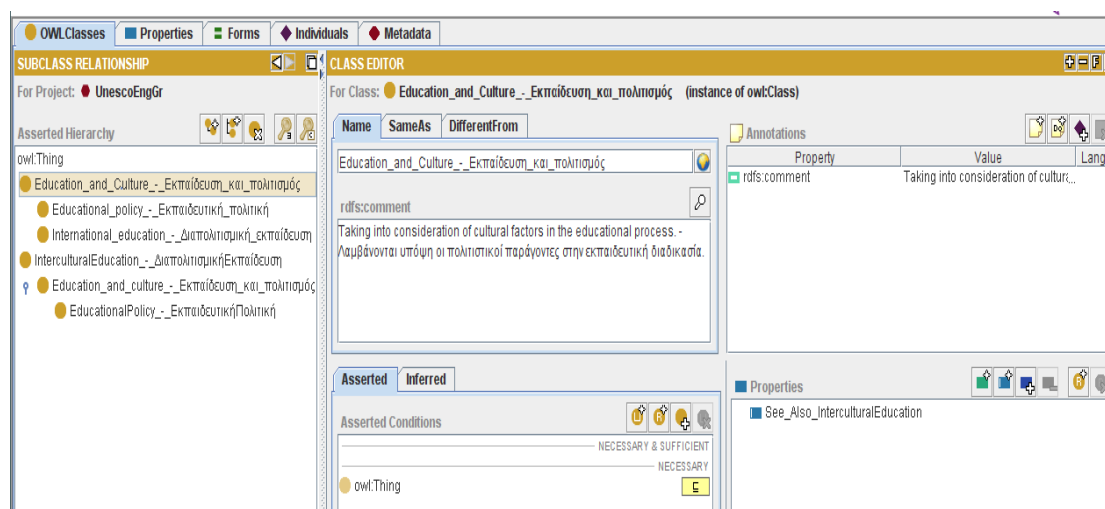 OWLClasses Properties Forms Individuals Metadata
SUBCLASS RELATIONSHIP
For Project: UnescoEngGr
Asserted Hierarchy
owl:Thing
Education_and_Culture_-_Εκπαίδευση_και_πολιτισμός
Educational_policy_-_Εκπαιδευτική_πολιτική
International_education_-_Διαπολιτισμική_εκπαίδευση
InterculturalEducation_-_ΔιαπολιτισμικήΕκπαίδευση
Education_and_culture_-_Εκπαίδευση_και_πολιτισμός
EducationalPolicy_-_ΕκπαιδευτικήΠολιτική
CLASS EDITOR
For Class: Education_and_Culture_-_Εκπαίδευση_και_πολιτισμός (instance of owl:Class)
Name SameAs DifferentFrom
Education_and_Culture_-_Εκπαίδευση_και_πολιτισμός
rdfs:comment
Taking into consideration of cultural factors in the educational process. -
Λαμβάνονται υπόψη οι πολιτιστικοί παράγοντες στην εκπαιδευτική διαδικασία.
Annotations
Property Value Lang
rdfs:comment Taking into consideration of cultura...
Asserted Inferred
Asserted Conditions
NECESSARY & SUFFICIENT
NECESSARY
owl:Thing ⊑
Properties
See_Also_InterculturalEducation